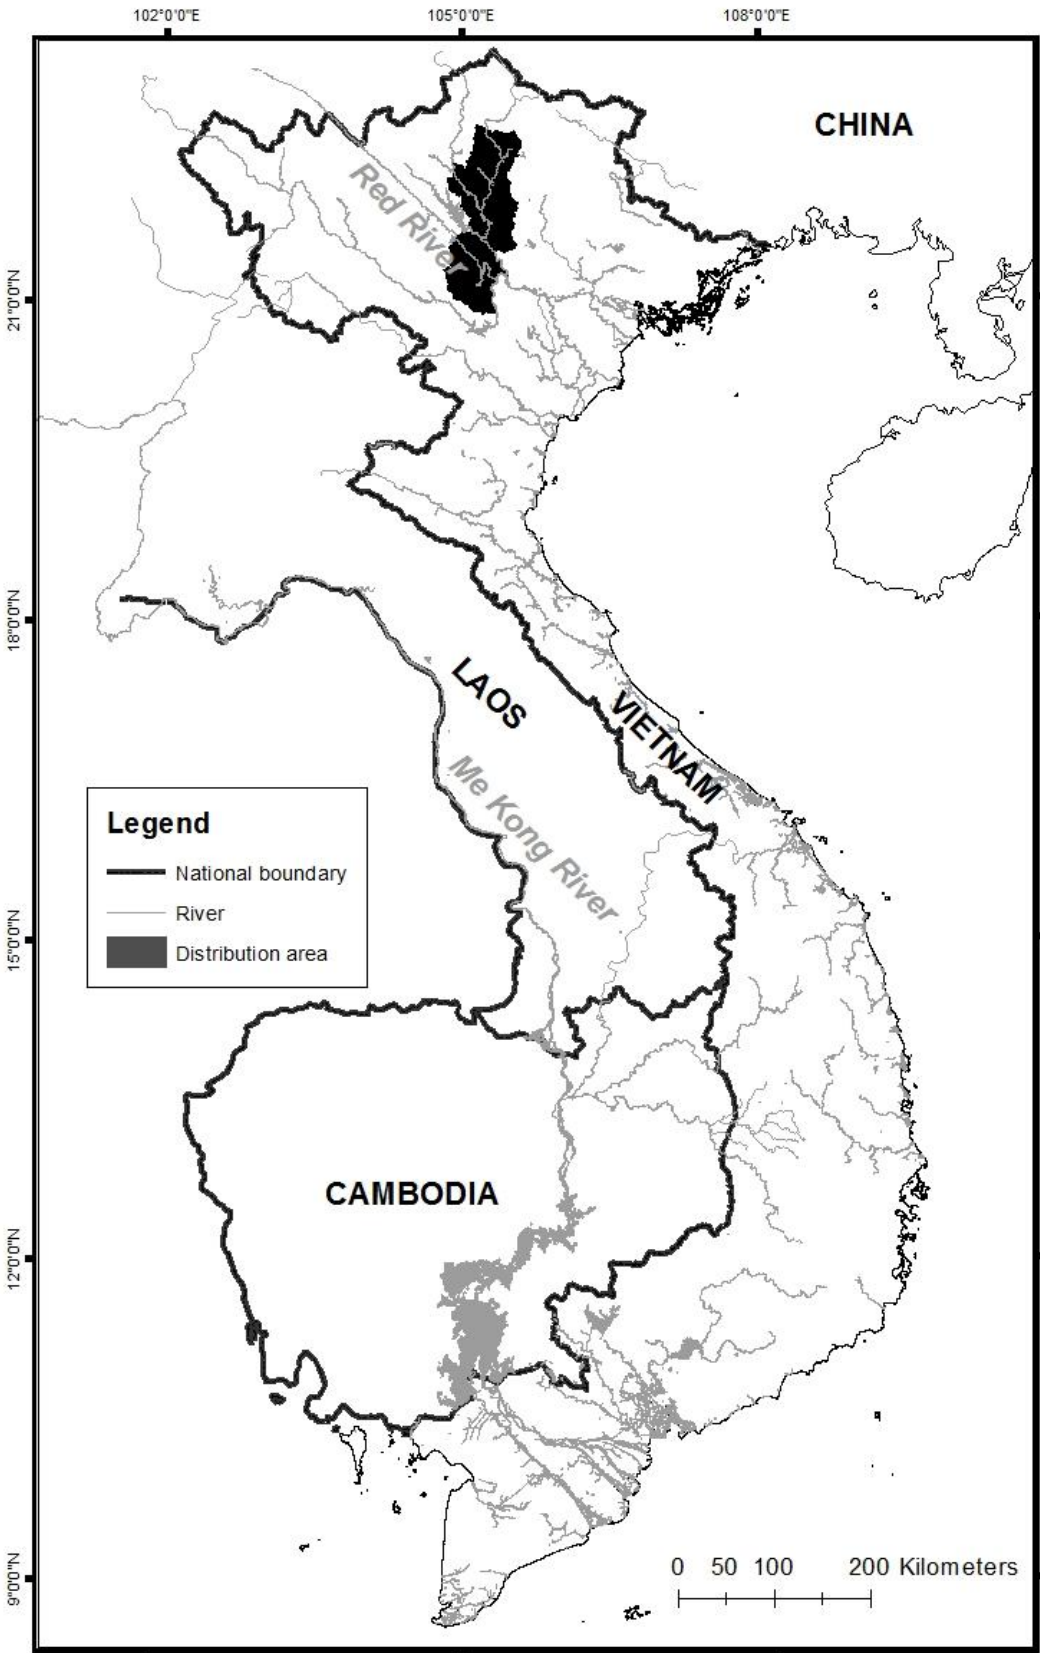 102°0'0"E 105°0'0"E 108°0'0"E
CHINA
Red River
21°0'0"N
18°0'0"N
LAOS
VIETNAM
Me Kong River
Legend
National boundary
River
Distribution area
15°0'0"N
CAMBODIA
12°0'0"N
0 50 100 200 Kilometers
9°0'0"N